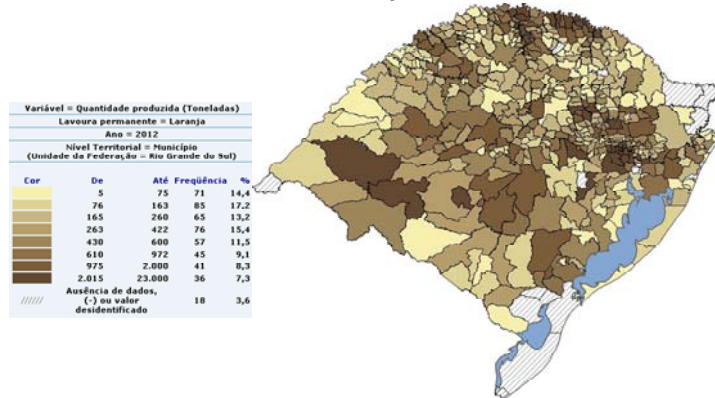 Variável = Quantidade produzida (Toneladas)
Lavoura permanente = Laranja
Ano = 2012
Nível Territorial = Município
(Unidade da Federação = Rio Grande do Sul)
Cor De Até Freqüência %
5 75 71 14,4
76 163 85 17,2
165 260 65 13,2
263 422 76 15,4
430 600 57 11,5
610 972 45 9,1
975 2.000 41 8,3
2.015 23.000 36 7,3
Ausência de dados,
(-) ou valor 18 3,6
desidentificado